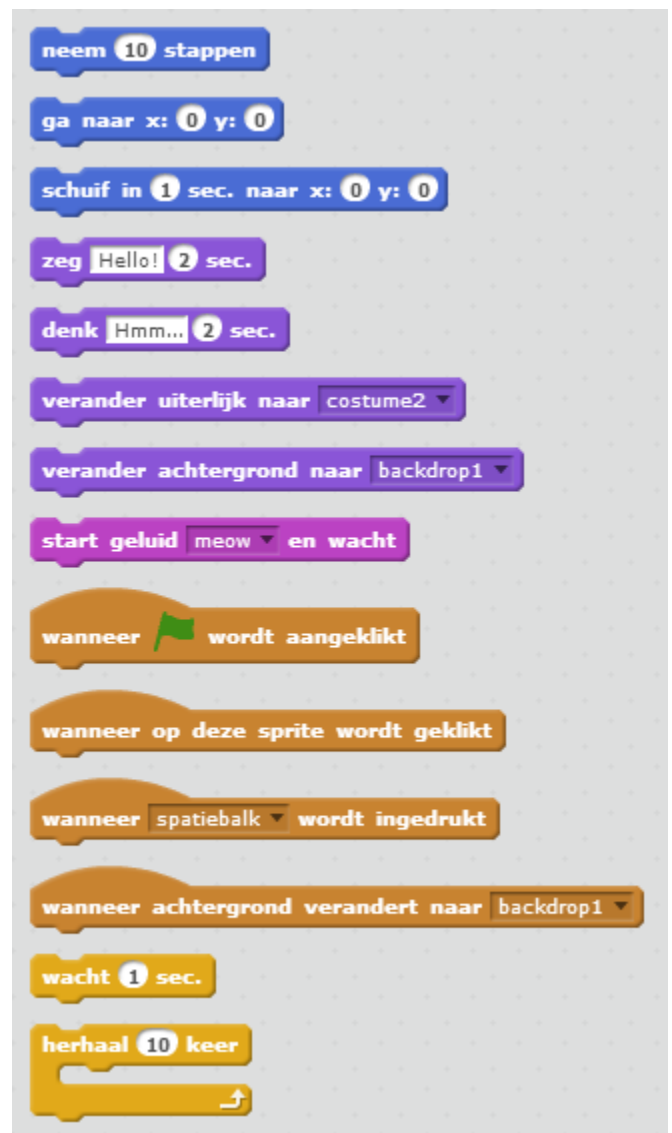 neem 10 stappen
ga naar x: 0 y: 0
schuif in 1 sec. naar x: 0 y: 0
zeg Hello! 2 sec.
denk Hmm... 2 sec.
verander uiterlijk naar costume2
verander achtergrond naar backdrop1
start geluid meow en wacht
wanneer wordt aangeklikt
wanneer op deze sprite wordt geklikt
wanneer spatiebalk wordt ingedrukt
wanneer achtergrond verandert naar backdrop1
wacht 1 sec.
herhaal 10 keer